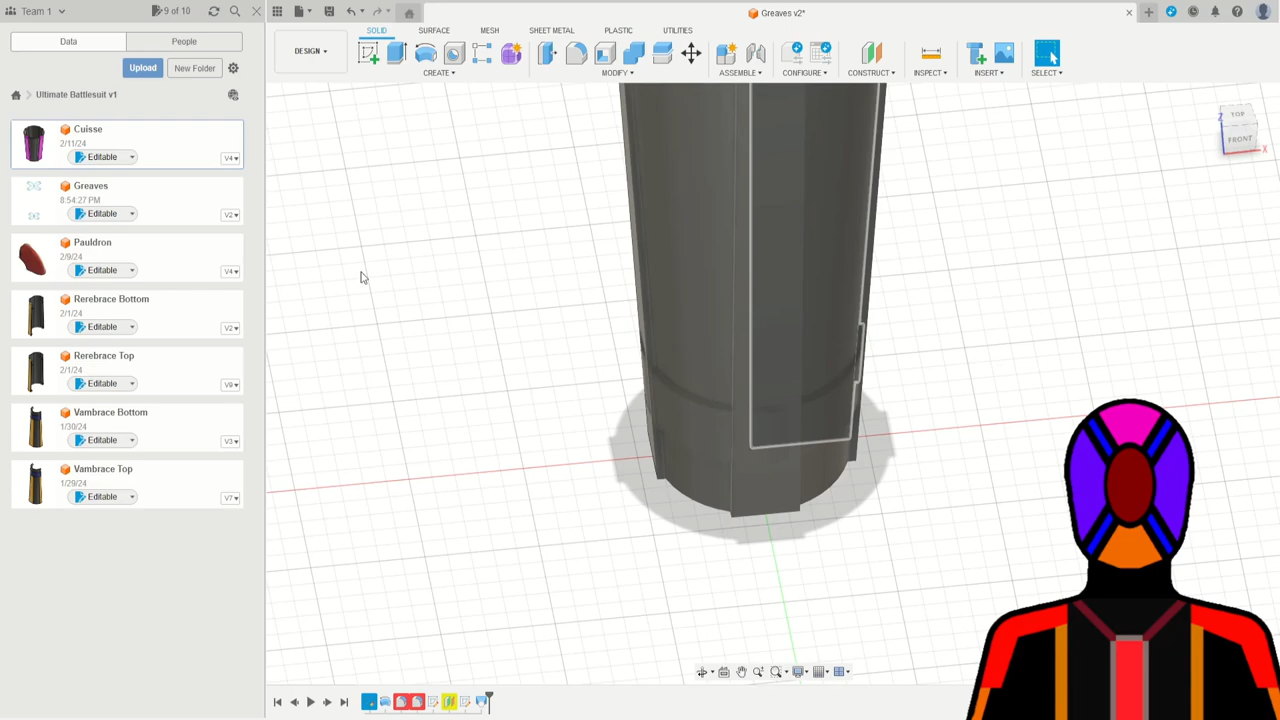 Team 1
9 of 10
Greaves v2*
Data
People
Upload
New Folder
Ultimate Battlesuit v1
Cuisse
2/11/24
Editable
V4
Greaves
8:54:27 PM
Editable
V2
Pauldron
2/9/24
Editable
V4
Rerebrace Bottom
2/1/24
Editable
V2
Rerebrace Top
2/1/24
Editable
V9
Vambrace Bottom
1/30/24
Editable
V3
Vambrace Top
1/29/24
Editable
V7
DESIGN
SOLID
SURFACE
MESH
SHEET METAL
PLASTIC
UTILITIES
CREATE
MODIFY
ASSEMBLE
CONFIGURE
CONSTRUCT
INSPECT
INSERT
SELECT
TOP
FRONT
Z
X